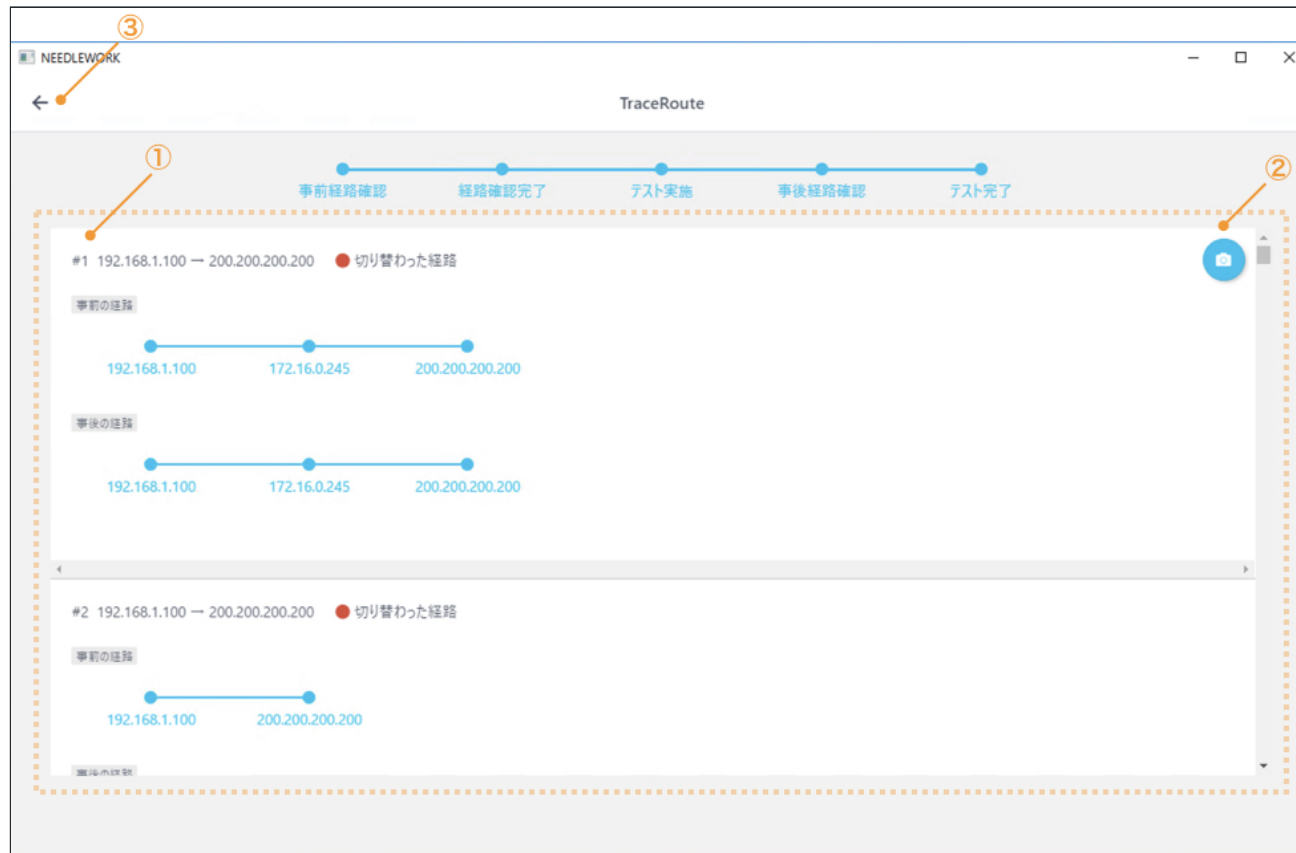 ③
NEEDLEWORK
TraceRoute
①
②
事前経路確認 経路確認完了 テスト実施 事後経路確認 テスト完了
#1 192.168.1.100 → 200.200.200.200 切り替わった経路
事前の経路
192.168.1.100 172.16.0.245 200.200.200.200
事後の経路
192.168.1.100 172.16.0.245 200.200.200.200
#2 192.168.1.100 → 200.200.200.200 切り替わった経路
事前の経路
192.168.1.100 200.200.200.200
事後の経路